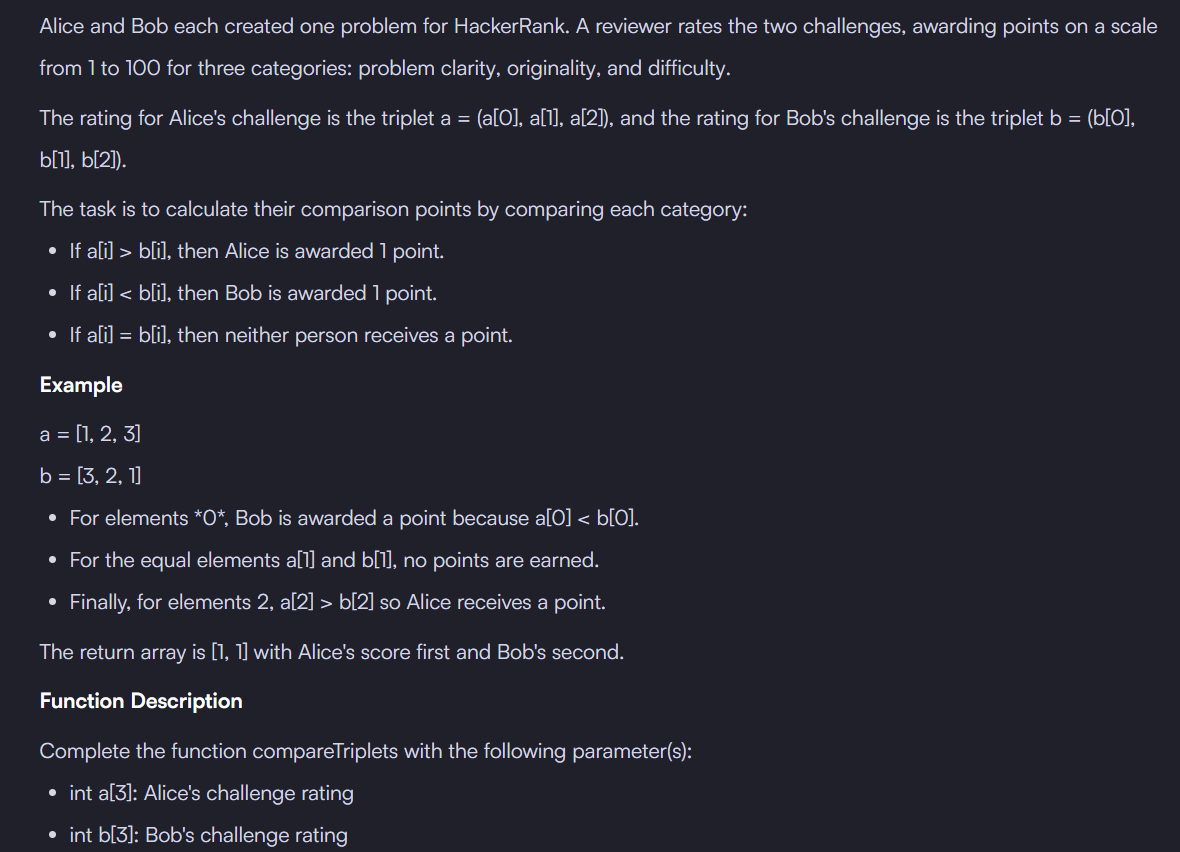 Alice and Bob each created one problem for HackerRank. A reviewer rates the two challenges, awarding points on a scale
from 1 to 100 for three categories: problem clarity, originality, and difficulty.
The rating for Alice's challenge is the triplet a = (a[0], a[1], a[2]), and the rating for Bob's challenge is the triplet b = (b[0],
b[1], b[2]).
The task is to calculate their comparison points by comparing each category:
• If a[i] > b[i], then Alice is awarded 1 point.
• If a[i] < b[i], then Bob is awarded 1 point.
• If a[i] = b[i], then neither person receives a point.
Example
a = [1, 2, 3]
b = [3, 2, 1]
• For elements *0*, Bob is awarded a point because a[0] < b[0].
• For the equal elements a[1] and b[1], no points are earned.
• Finally, for elements 2, a[2] > b[2] so Alice receives a point.
The return array is [1, 1] with Alice's score first and Bob's second.
Function Description
Complete the function compareTriplets with the following parameter(s):
• int a[3]: Alice's challenge rating
• int b[3]: Bob's challenge rating